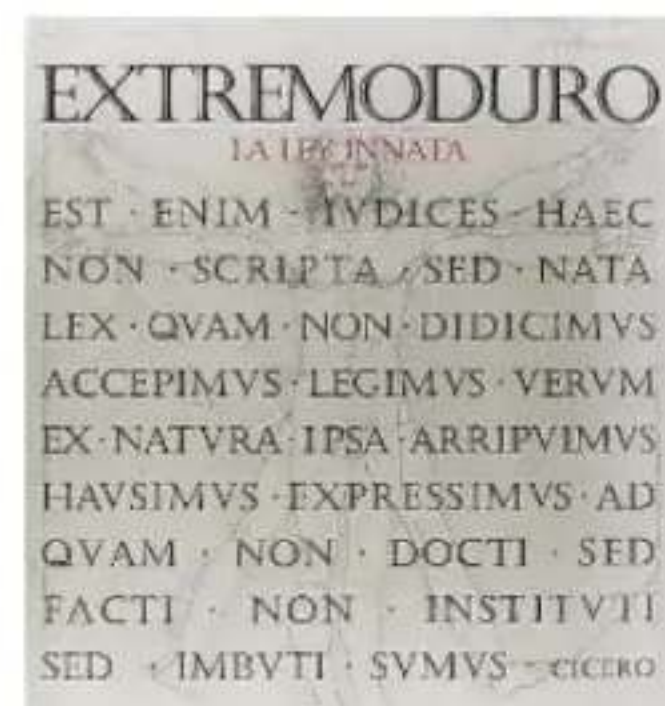 EXTREMODURO
LA LEY INNATA
EST · ENIM · IVDICES · HAEC
NON · SCRIPTA · SED · NATA
LEX · QVAM · NON · DIDICIMVS
ACCEPIMVS · LEGIMVS · VERVM
EX · NATVRA · IPSA · ARRIPVIMVS
HAVSIMVS · EXPRESSIMVS · AD
QVAM · NON · DOCTI · SED
FACTI · NON · INSTITVTI
SED · IMBVTI · SVMVS - CICERO